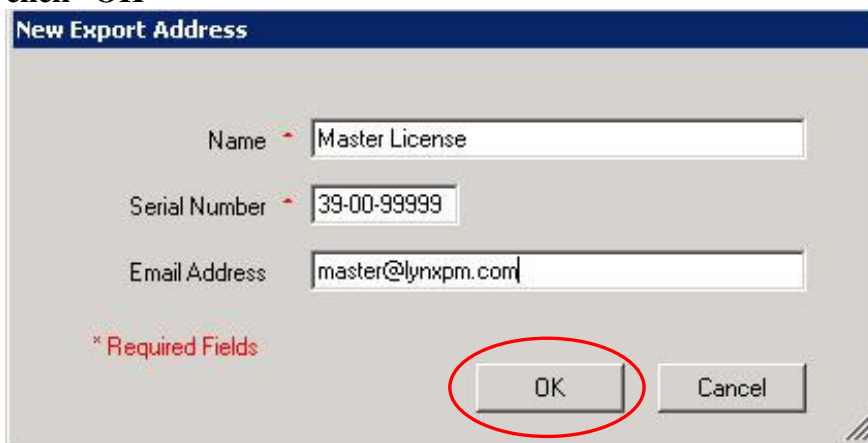 New Export Address
Name * Master License
Serial Number * 39-00-99999
Email Address master@lynxpm.com
* Required Fields
OK Cancel